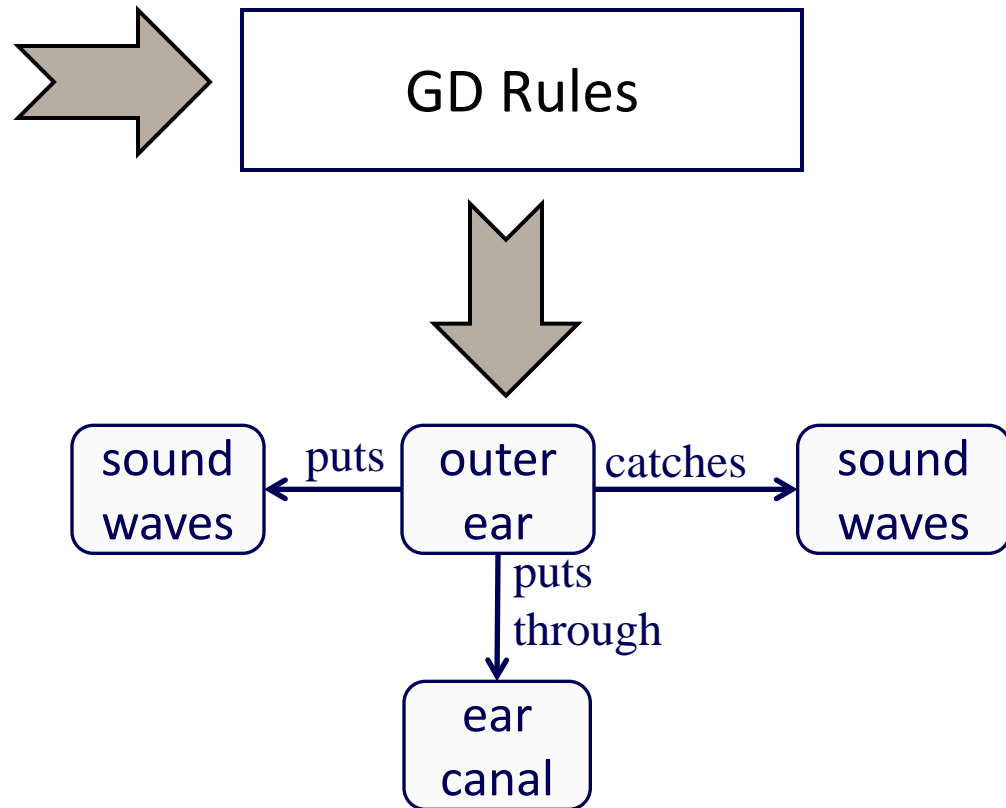 GD Rules
sound
waves
puts
outer
ear
catches
sound
waves
puts
through
ear
canal